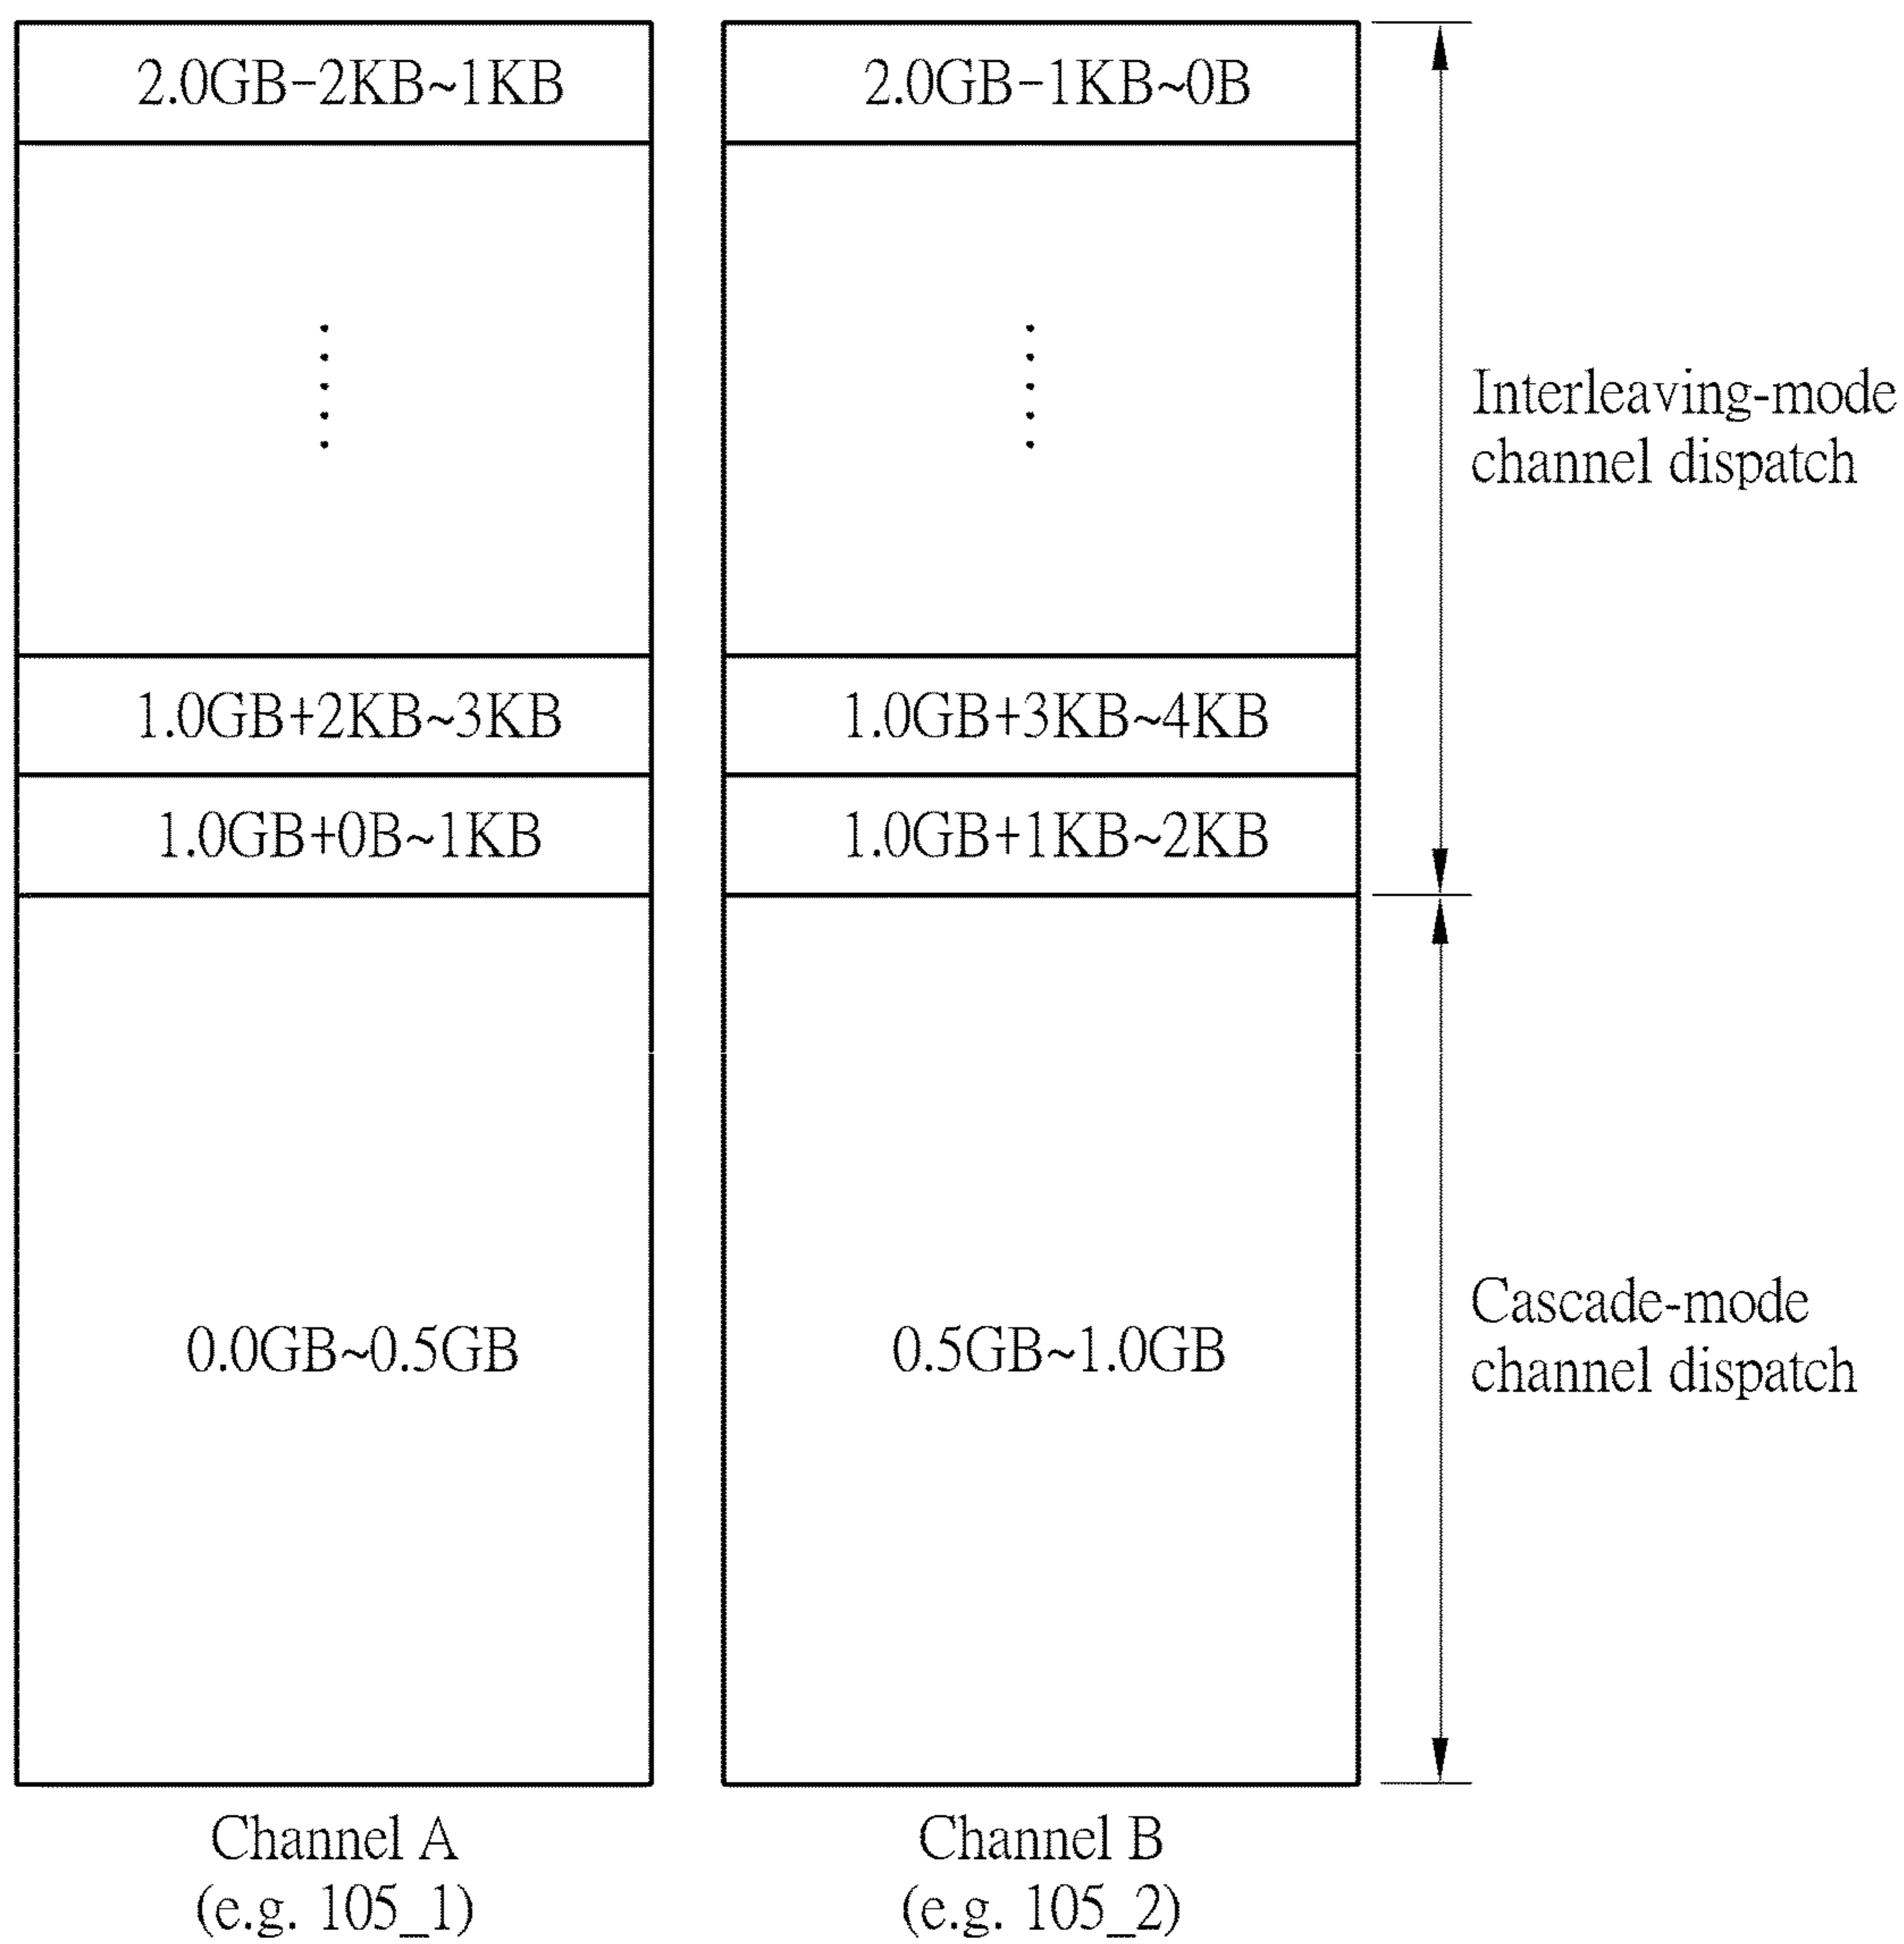 2.0GB-2KB~1KB
2.0GB-1KB~0B
Interleaving-mode
channel dispatch
1.0GB+2KB~3KB
1.0GB+3KB~4KB
1.0GB+0B~1KB
1.0GB+1KB~2KB
0.0GB~0.5GB
0.5GB~1.0GB
Cascade-mode
channel dispatch
Channel A
(e.g. 105_1)
Channel B
(e.g. 105_2)